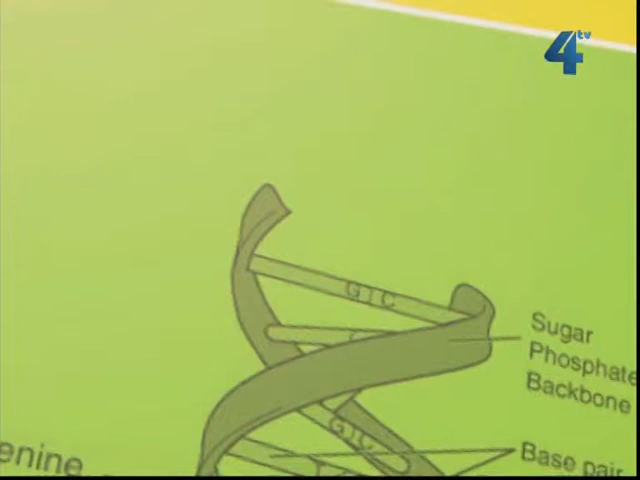 4tv
G C
Sugar
Phosphate
Backbone
G C
Base pair
enine